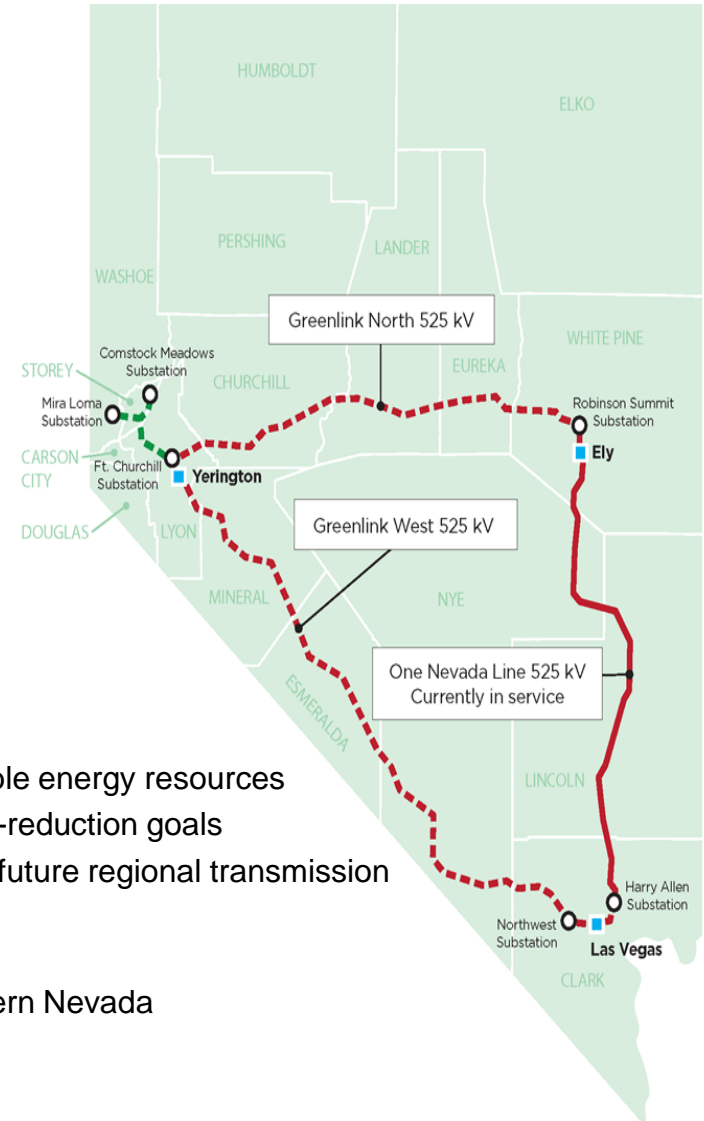 HUMBOLDT
ELKO
PERSHING
LANDER
WASHOE
Greenlink North 525 kV
WHITE PINE
Comstock Meadows
Substation
EUREKA
STOREY
CHURCHILL
Mira Loma
Substation
Robinson Summit
Substation
CARSON
CITY
Ft. Churchill
Substation
Yerington
Ely
DOUGLAS
LYON
Greenlink West 525 kV
MINERAL
NYE
One Nevada Line 525 kV
Currently in service
ESMERALDA
LINCOLN
energy resources
-reduction goals
future regional transmission
Harry Allen
Substation
Northwest
Substation
Las Vegas
CLARK
ern Nevada